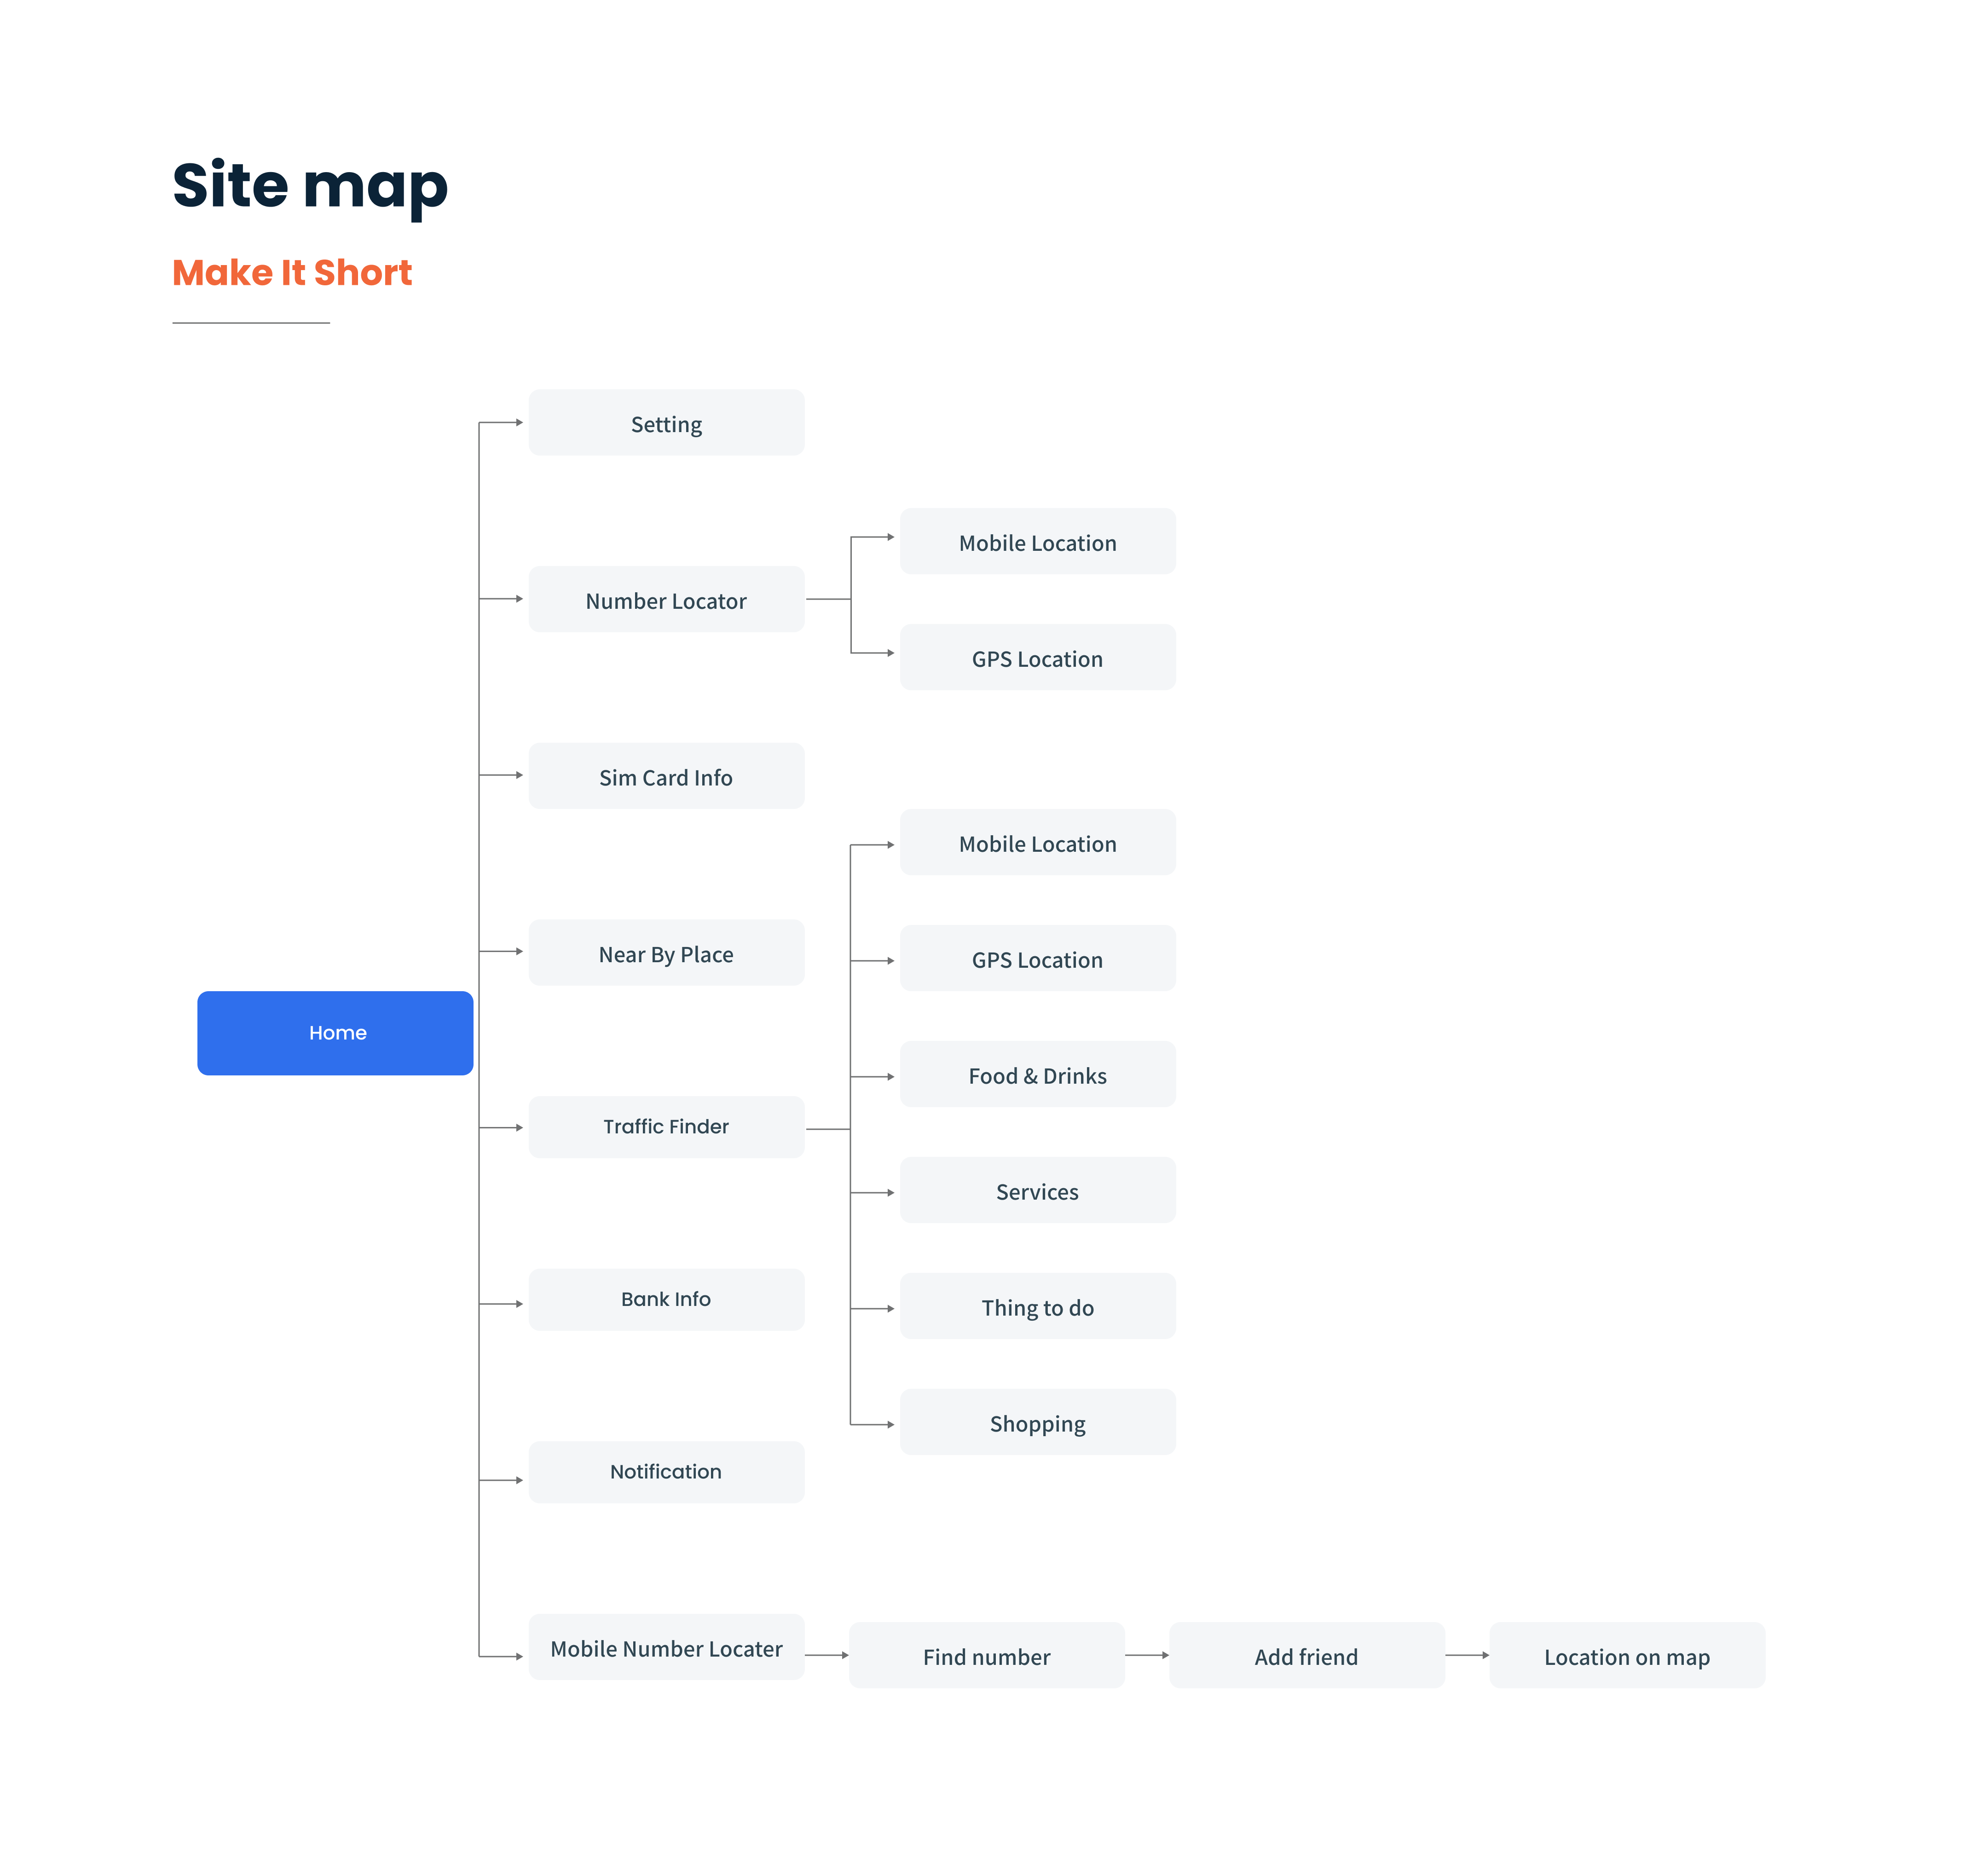 Site map
Make It Short
Setting
Mobile Location
Number Locator
GPS Location
Sim Card Info
Mobile Location
Near By Place
GPS Location
Home
Food & Drinks
Traffic Finder
Services
Bank Info
Thing to do
Shopping
Notification
Mobile Number Locater
Find number
Add friend
Location on map